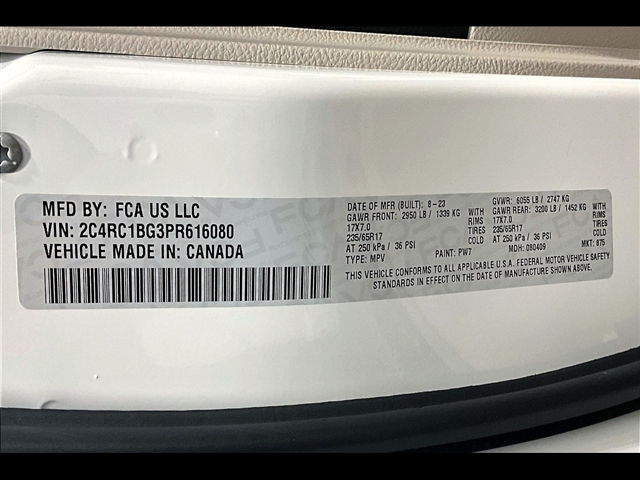 MFD BY: FCA US LLC
VIN: 2C4RC1BG3PR616080
VEHICLE MADE IN: CANADA
DATE OF MFR (BUILT): 8-23 GVWR: 6055 LB / 2747 KG
GAWR FRONT: 2950 LB / 1339 KG WITH GAWR REAR: 3200 LB / 1452 KG WITH
17X7.0 RIMS 17X7.0 RIMS
235/65R17 TIRES 235/65R17 TIRES
AT 250 kPa / 36 PSI COLD AT 250 kPa / 36 PSI COLD
TYPE: MPV PAINT: PW7 MDH: 080409 MKT: 875
THIS VEHICLE CONFORMS TO ALL APPLICABLE U.S.A. FEDERAL MOTOR VEHICLE SAFETY
STANDARDS IN EFFECT ON THE DATE OF MANUFACTURE SHOWN ABOVE.